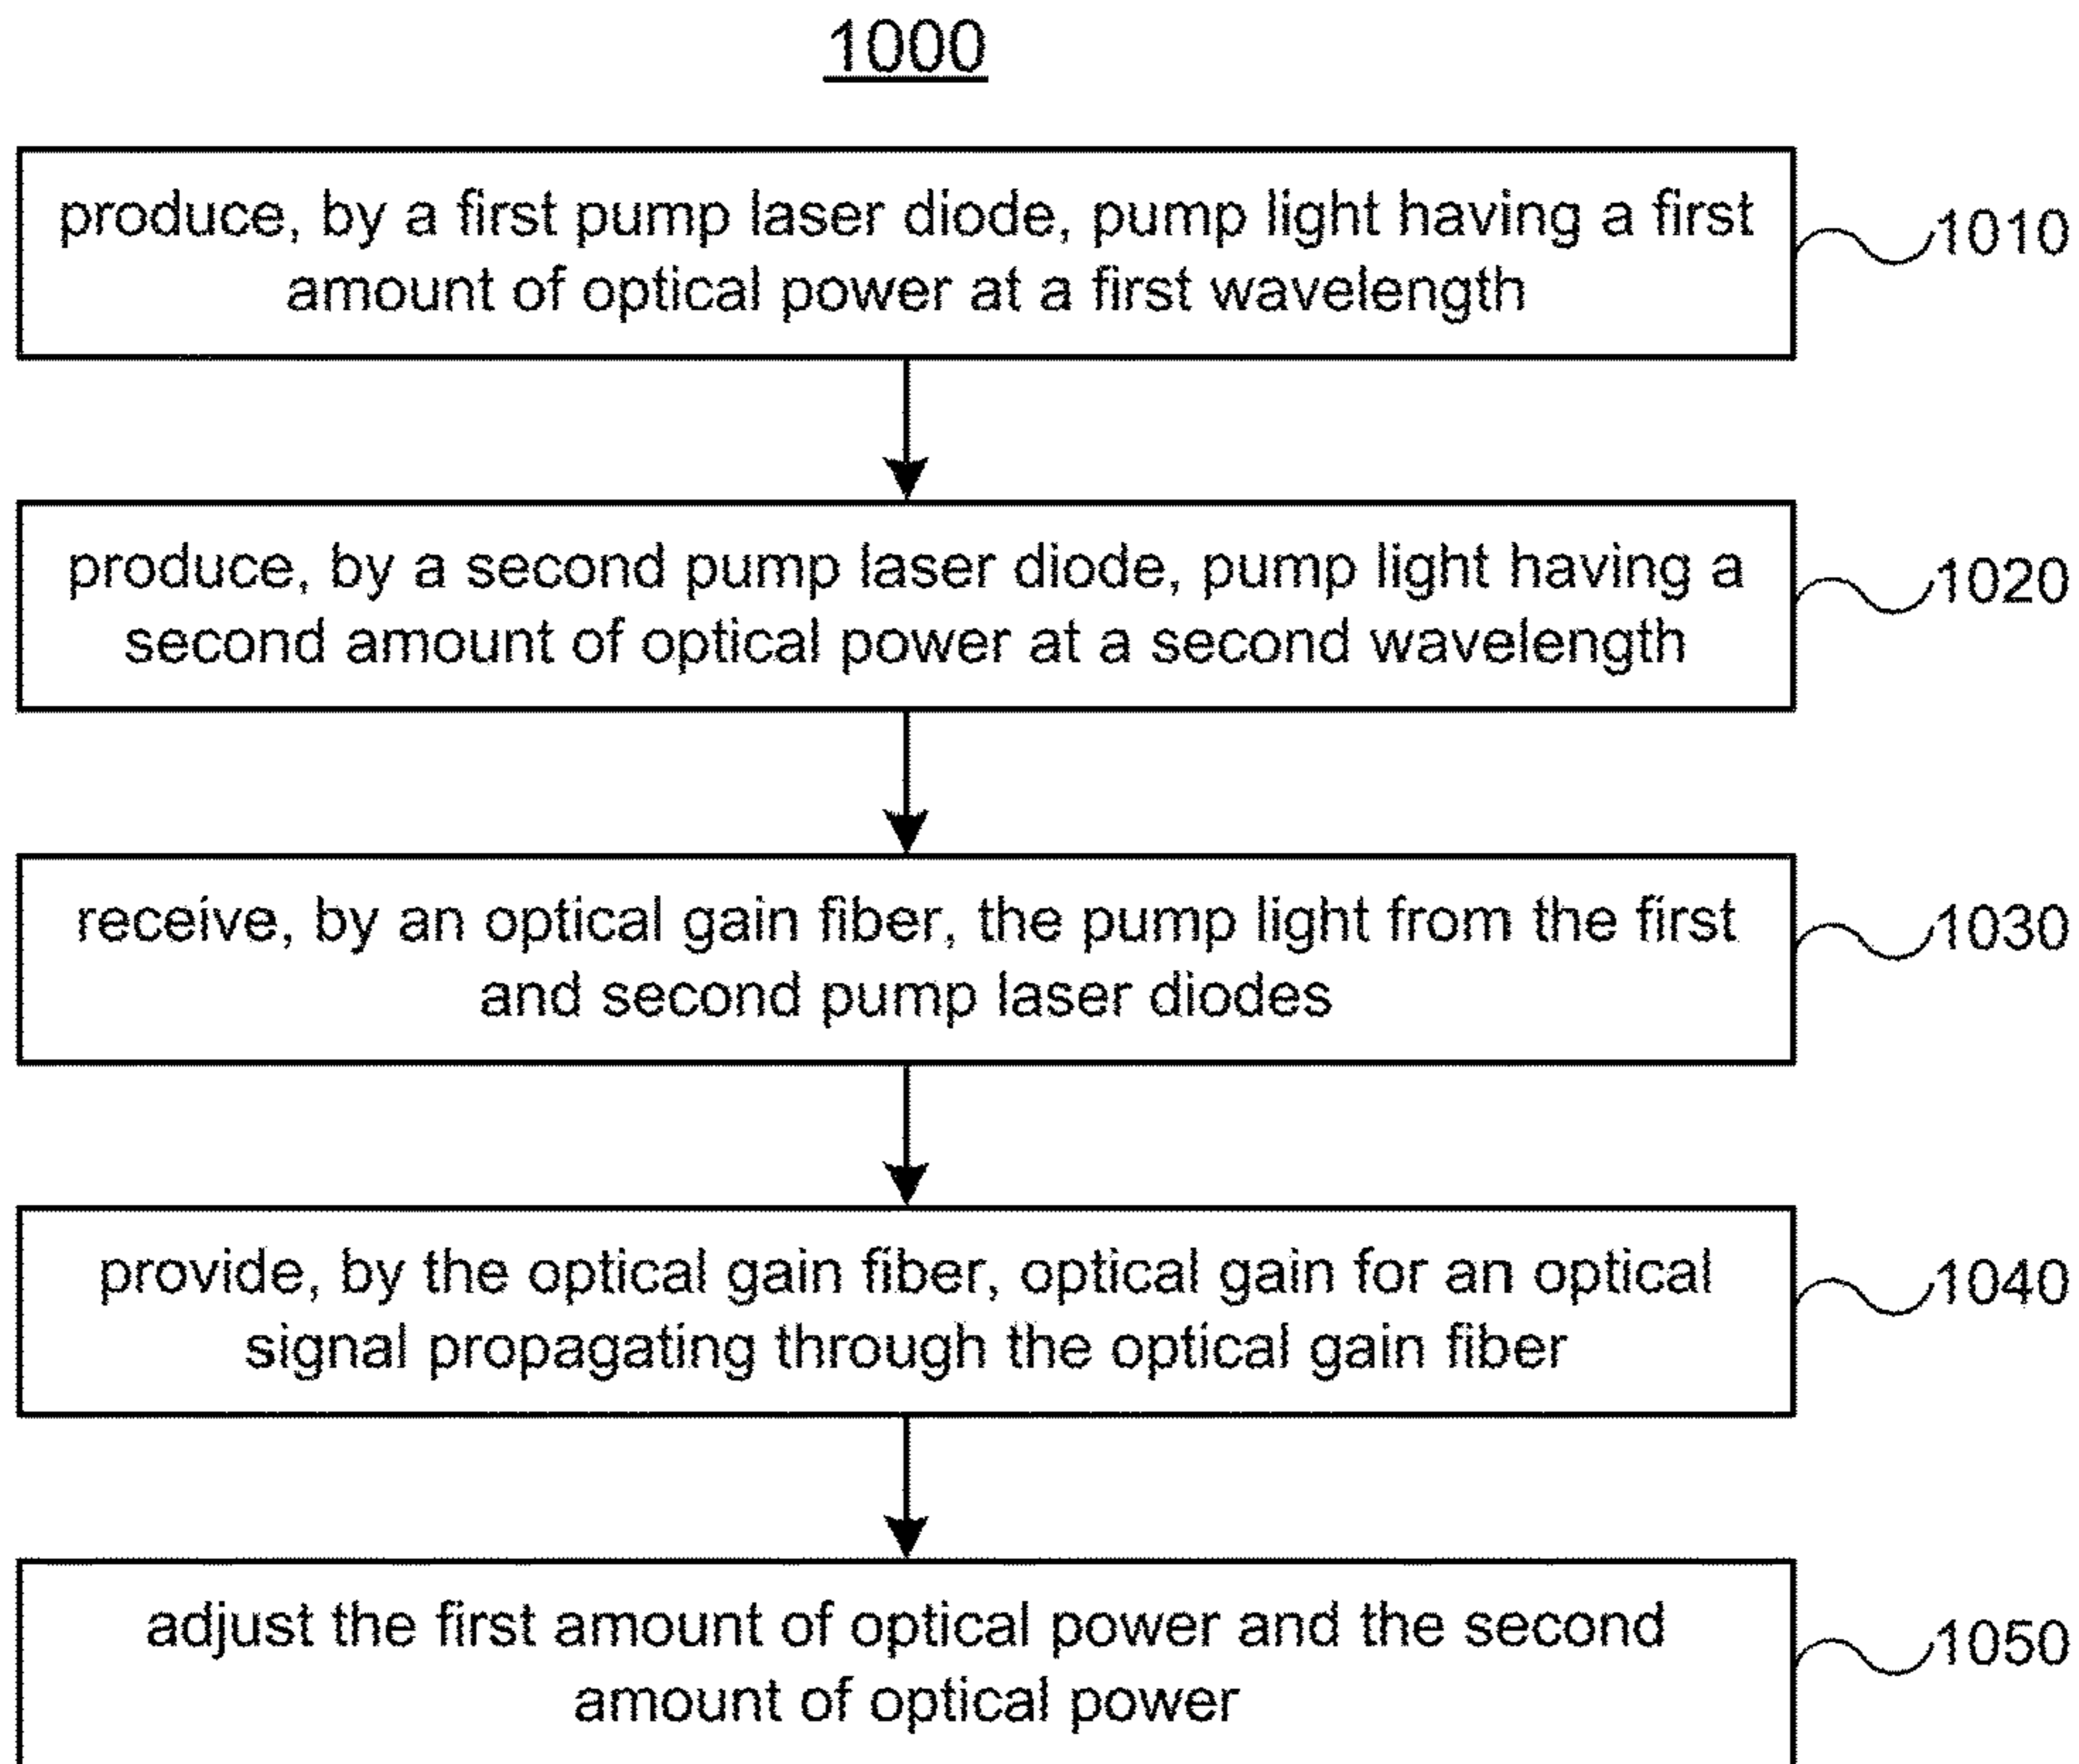 1000
produce, by a first pump laser diode, pump light having a first
amount of optical power at a first wavelength
1010
produce, by a second pump laser diode, pump light having a
second amount of optical power at a second wavelength
1020
receive, by an optical gain fiber, the pump light from the first
and second pump laser diodes
1030
provide, by the optical gain fiber, optical gain for an optical
signal propagating through the optical gain fiber
1040
adjust the first amount of optical power and the second
amount of optical power
1050